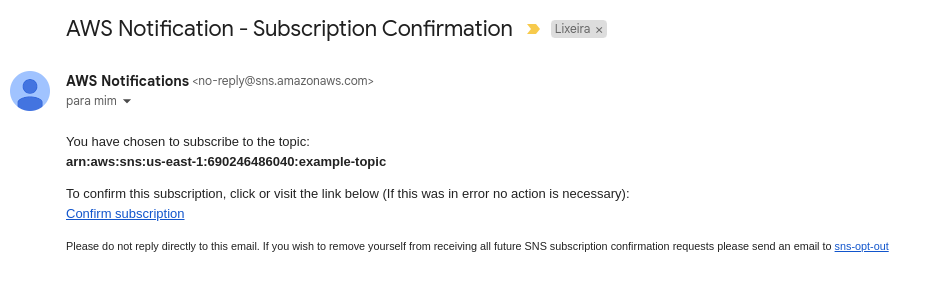 AWS Notification - Subscription Confirmation Lixeira ×
AWS Notifications <no-reply@sns.amazonaws.com>
para mim
You have chosen to subscribe to the topic:
arn:aws:sns:us-east-1:690246486040:example-topic
To confirm this subscription, click or visit the link below (If this was in error no action is necessary):
Confirm subscription
Please do not reply directly to this email. If you wish to remove yourself from receiving all future SNS subscription confirmation requests please send an email to sns-opt-out